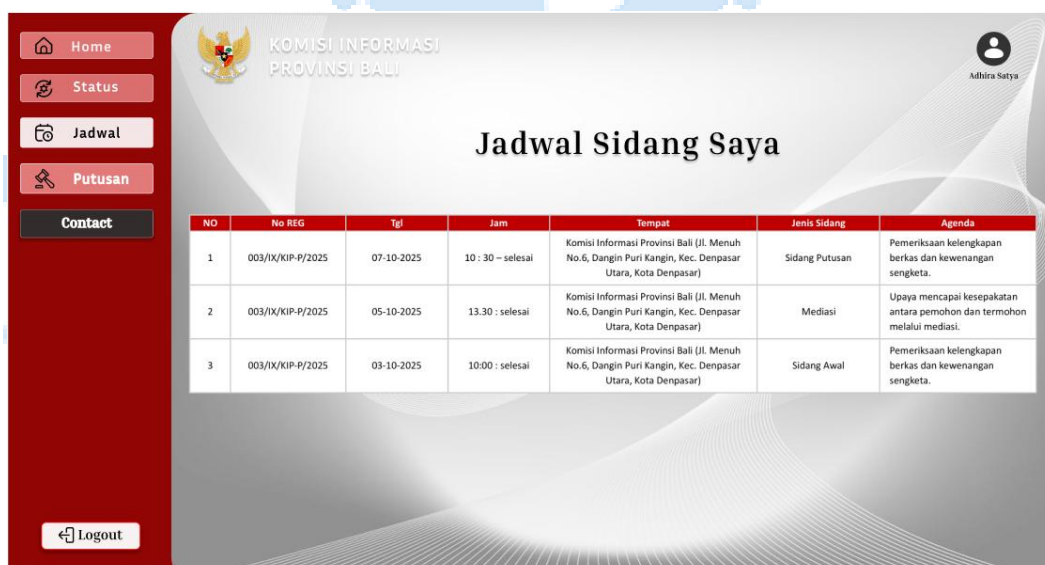 Home
Status
Jadwal
Putusan
Contact
Logout
KOMISI INFORMASI
PROVINSI BALI
Adhira Satya
Jadwal Sidang Saya
NO No REG Tgl Jam Tempat Jenis Sidang Agenda
1 003/IX/KIP-P/2025 07-10-2025 10 : 30 – selesai
Komisi Informasi Provinsi Bali (Jl. Menuh
No.6, Dangin Puri Kangin, Kec. Denpasar
Utara, Kota Denpasar)
Sidang Putusan
Pemeriksaan kelengkapan
berkas dan kewenangan
sengketa.
2 003/IX/KIP-P/2025 05-10-2025 13.30 : selesai
Komisi Informasi Provinsi Bali (Jl. Menuh
No.6, Dangin Puri Kangin, Kec. Denpasar
Utara, Kota Denpasar)
Mediasi
Upaya mencapai kesepakatan
antara pemohon dan termohon
melalui mediasi.
3 003/IX/KIP-P/2025 03-10-2025 10:00 : selesai
Komisi Informasi Provinsi Bali (Jl. Menuh
No.6, Dangin Puri Kangin, Kec. Denpasar
Utara, Kota Denpasar)
Sidang Awal
Pemeriksaan kelengkapan
berkas dan kewenangan
sengketa.